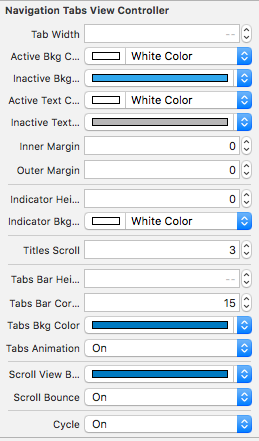 Navigation Tabs View Controller
Tab Width --
Active Bkg C... White Color
Inactive Bkg...
Active Text C... White Color
Inactive Text...
Inner Margin 0
Outer Margin 0
Indicator Hei... 0
Indicator Bkg... White Color
Titles Scroll 3
Tabs Bar Hei... --
Tabs Bar Cor... 15
Tabs Bkg Color
Tabs Animation On
Scroll View B...
Scroll Bounce On
Cycle On